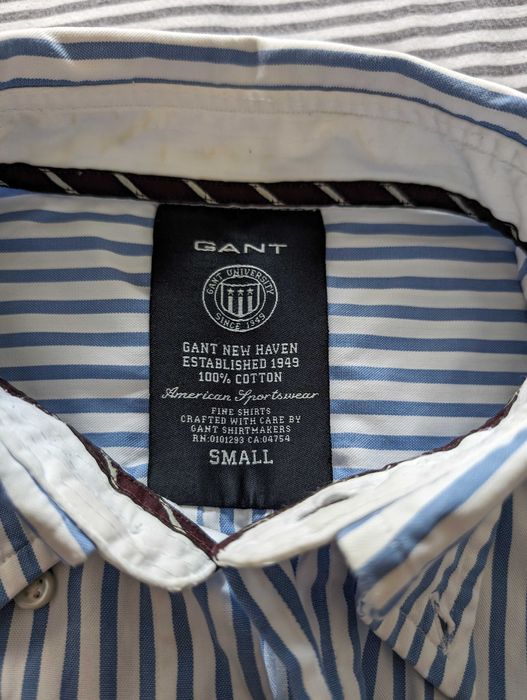 GANT
GANT UNIVERSITY
SINCE 1949
GANT NEW HAVEN
ESTABLISHED 1949
100% COTTON
American Sportswear
FINE SHIRTS
CRAFTED WITH CARE BY
GANT SHIRTMAKERS
RN:0101293 CA:04754
SMALL